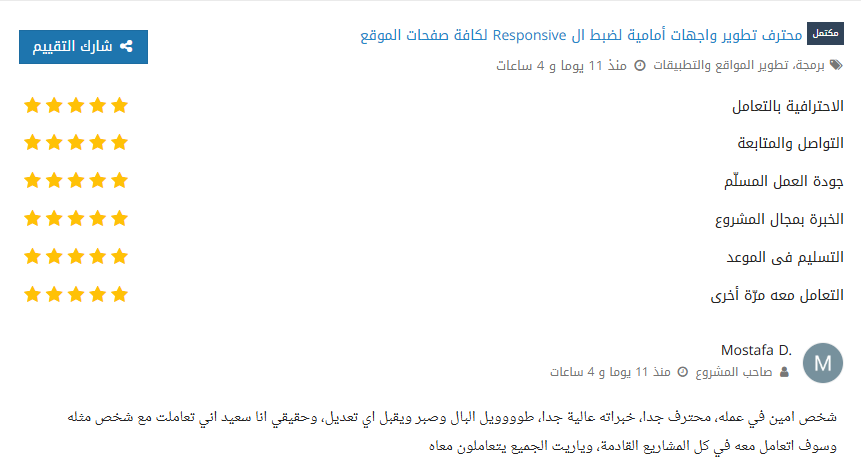 مكتمل محترف تطوير واجهات أمامية لضبط ال Responsive لكافة صفحات الموقع
شارك التقييم
برمجة، تطوير المواقع والتطبيقات منذ 11 يوما و 4 ساعات
الاحترافية بالتعامل
التواصل والمتابعة
جودة العمل المسلّم
الخبرة بمجال المشروع
التسليم فى الموعد
التعامل معه مرّة أخرى
M
Mostafa D.
صاحب المشروع منذ 11 يوما و 4 ساعات
شخص امين في عمله، محترف جدا، خبراته عالية جدا، طوووويل البال وصبر ويقبل اي تعديل، وحقيقي انا سعيد اني تعاملت مع شخص مثله
وسوف اتعامل معه في كل المشاريع القادمة، وياريت الجميع يتعاملون معاه